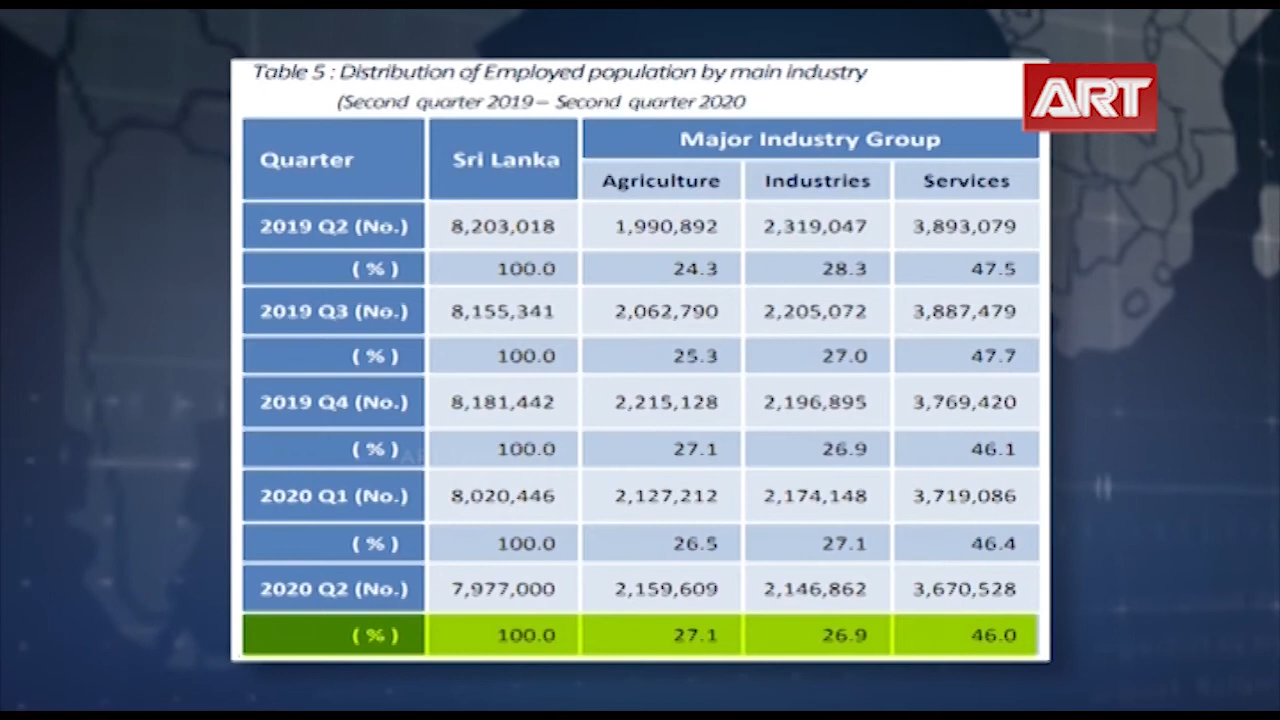 Table 5 : Distribution of Employed population by main industry
(Second quarter 2019 – Second quarter 2020
ART
Quarter Sri Lanka Major Industry Group
Agriculture Industries Services
2019 Q2 (No.) 8,203,018 1,990,892 2,319,047 3,893,079
( % ) 100.0 24.3 28.3 47.5
2019 Q3 (No.) 8,155,341 2,062,790 2,205,072 3,887,479
( % ) 100.0 25.3 27.0 47.7
2019 Q4 (No.) 8,181,442 2,215,128 2,196,895 3,769,420
( % ) 100.0 27.1 26.9 46.1
2020 Q1 (No.) 8,020,446 2,127,212 2,174,148 3,719,086
( % ) 100.0 26.5 27.1 46.4
2020 Q2 (No.) 7,977,000 2,159,609 2,146,862 3,670,528
( % ) 100.0 27.1 26.9 46.0